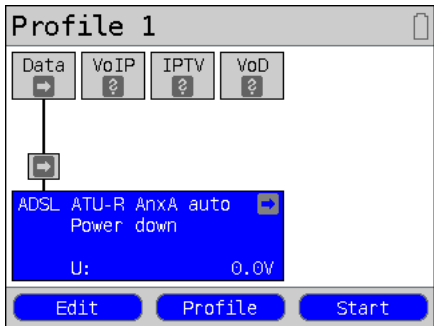 Profile 1
Data VoIP IPTV VoD
? ? ?
ADSL ATU-R AnxA auto
Power down
U: 0.0V
Edit Profile Start